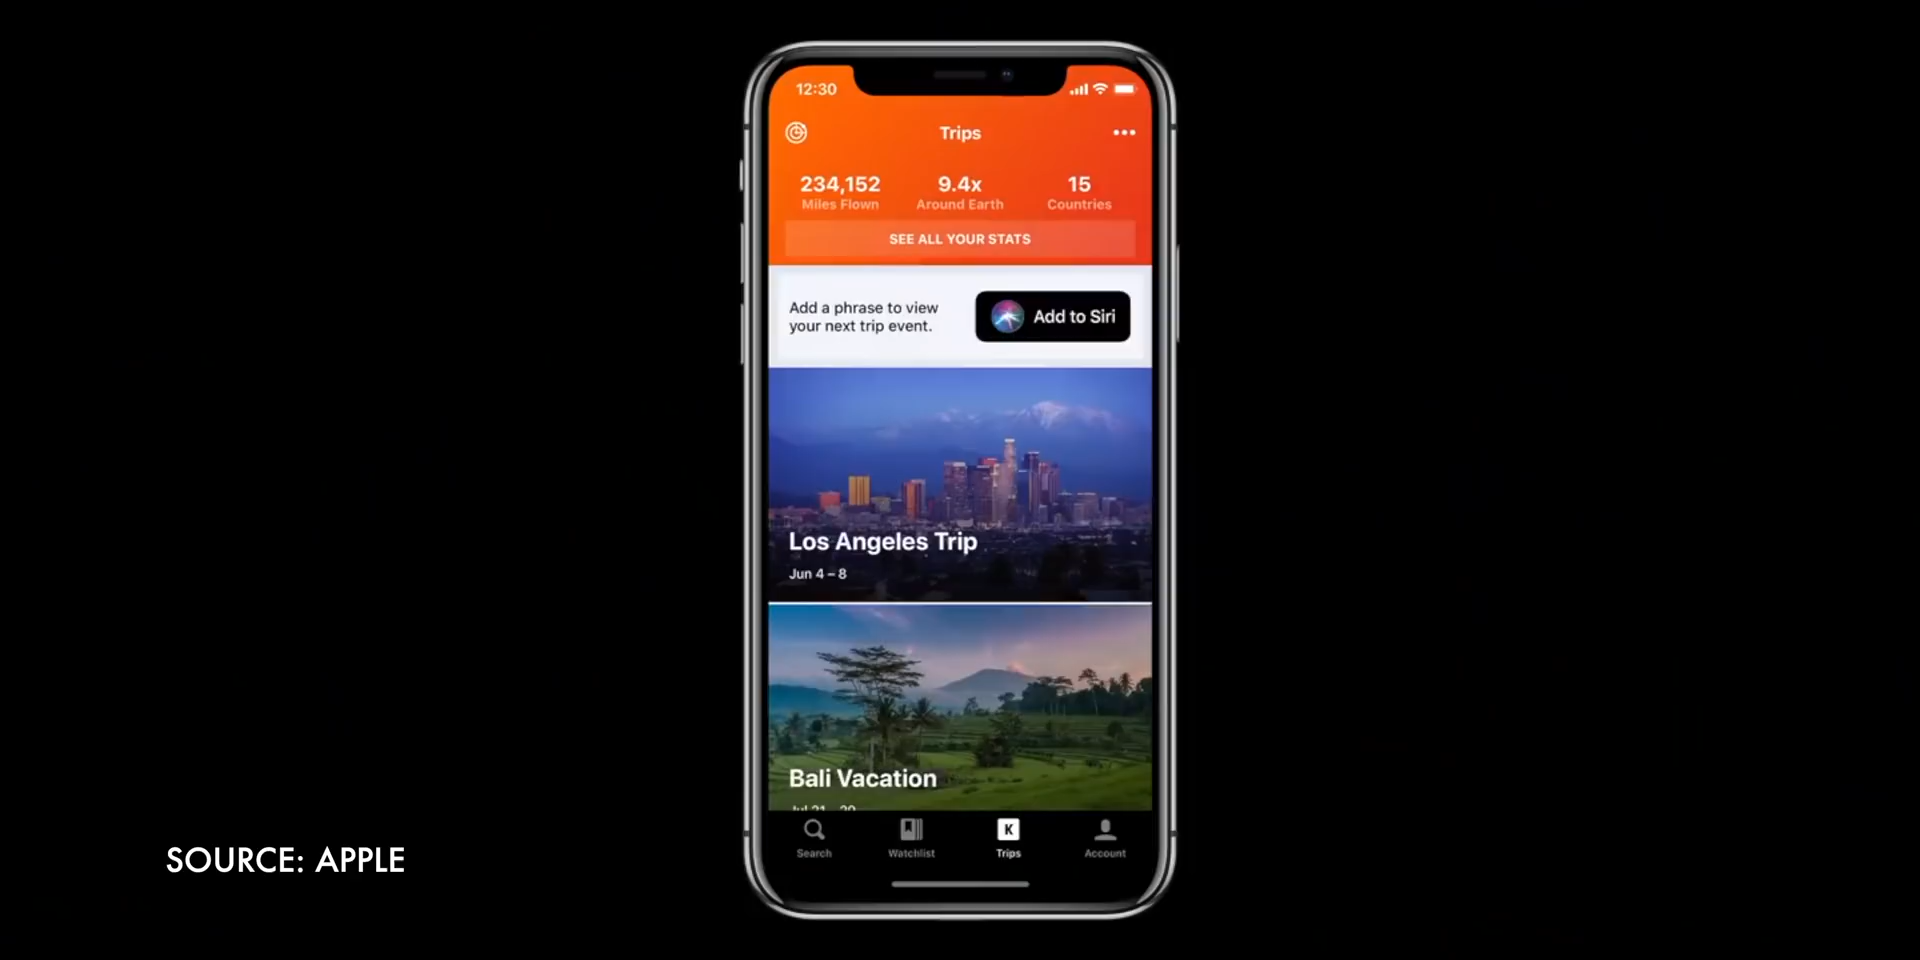 12:30
Trips
234,152
9.4x
15
Miles Flown
Around Earth
Countries
SEE ALL YOUR STATS
Add a phrase to view
your next trip event.
Add to Siri
Los Angeles Trip
Jun 4 – 8
Bali Vacation
K
Search
Watchlist
Trips
Account
SOURCE: APPLE